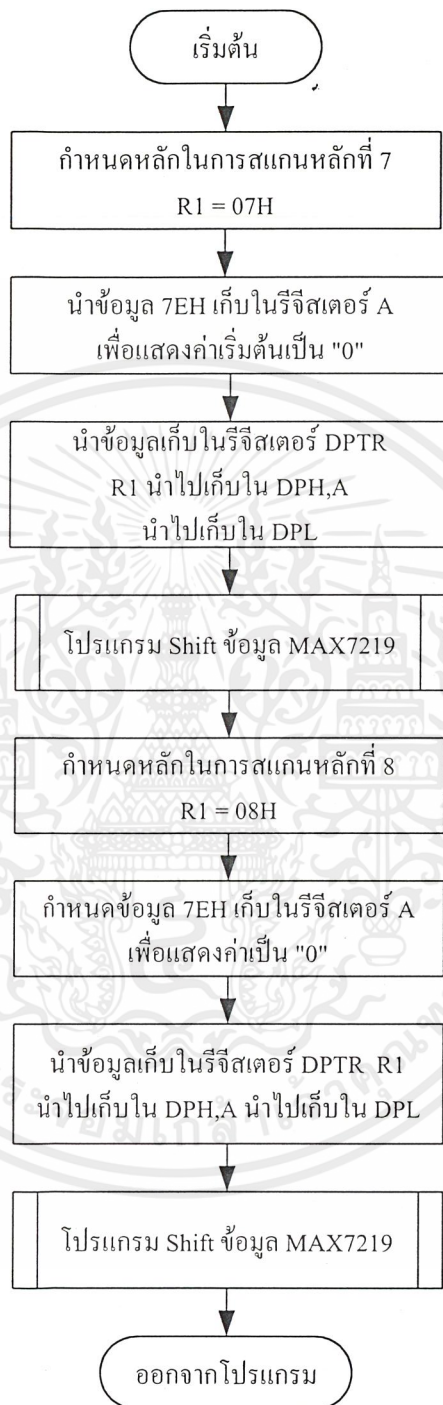 เริ่มต้น
กำหนดหลักในการสแกนหลักที่ 7
R1 = 07H
นำข้อมูล 7EH เก็บในรีจีสเตอร์ A
เพื่อแสดงค่าเริ่มต้นเป็น "0"
นำข้อมูลเก็บในรีจีสเตอร์ DPTR
R1 นำไปเก็บใน DPH,A
นำไปเก็บใน DPL
โปรแกรม Shift ข้อมูล MAX7219
กำหนดหลักในการสแกนหลักที่ 8
R1 = 08H
กำหนดข้อมูล 7EH เก็บในรีจีสเตอร์ A
เพื่อแสดงค่าเป็น "0"
นำข้อมูลเก็บในรีจีสเตอร์ DPTR R1
นำไปเก็บใน DPH,A นำไปเก็บใน DPL
โปรแกรม Shift ข้อมูล MAX7219
ออกจากโปรแกรม